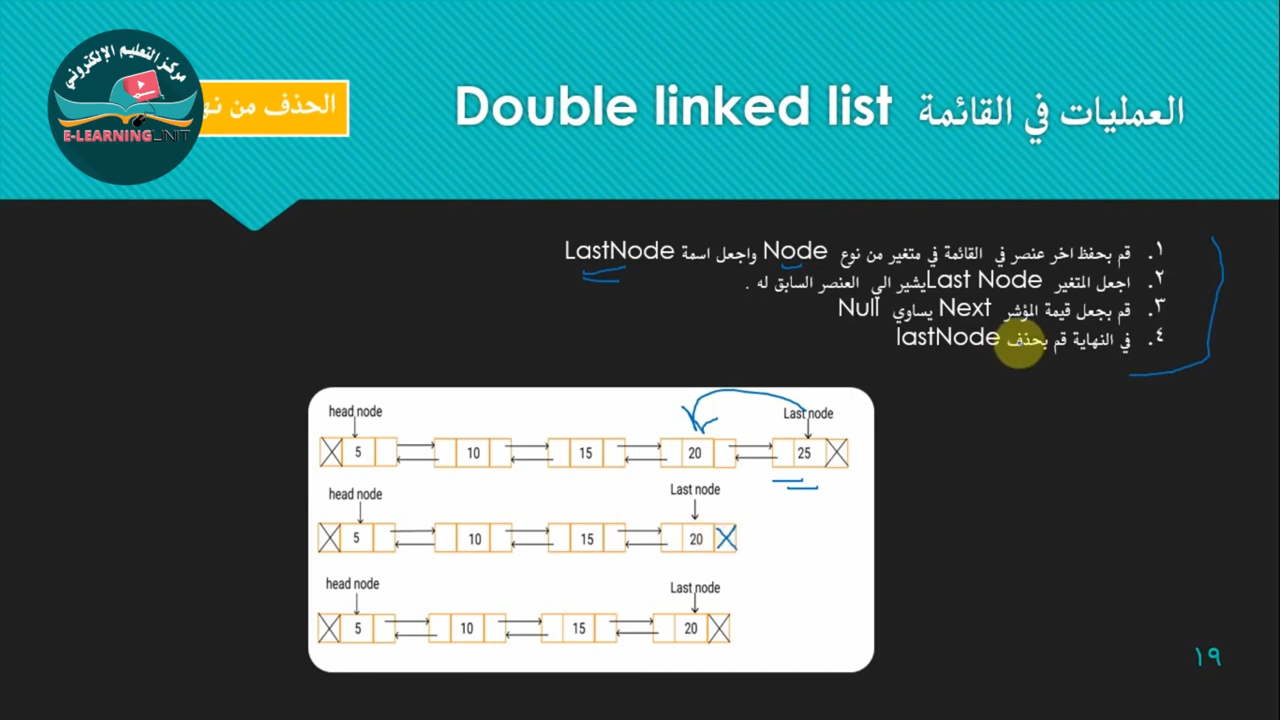 مركز التعليم الإلكتروني
E-LEARNING UNIT
العمليات في القائمة Double linked list
الحذف من
١. قم بحفظ اخر عنصر في القائمة في متغير من نوع Node واجعل اسمة LastNode
٢. اجعل المتغير Last Node يشير الى العنصر السابق له .
٣. قم بجعل قيمة المؤشر Next يساوي Null
٤. في النهاية قم بحذف lastNode
head node Last node
5 10 15 20 25
head node Last node
5 10 15 20
head node Last node
5 10 15 20
١٩